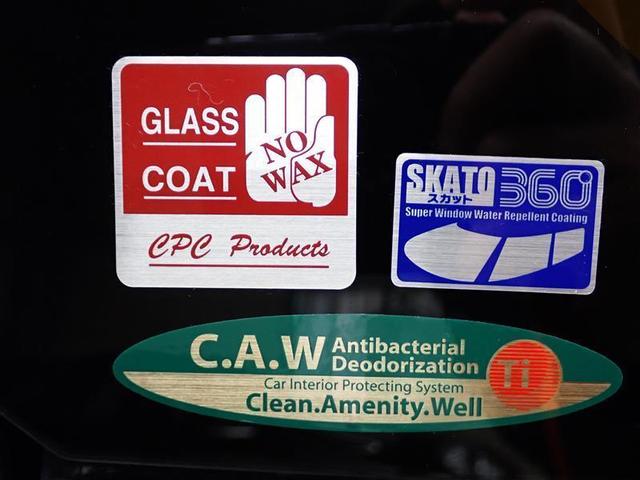 GLASS
COAT
NO
WAX
CPC Products
SKATO 360°
スカット
Super Window Water Repellent Coating
C.A.W Antibacterial
Deodorization
Ti
Car Interior Protecting System
Clean.Amenity.Well